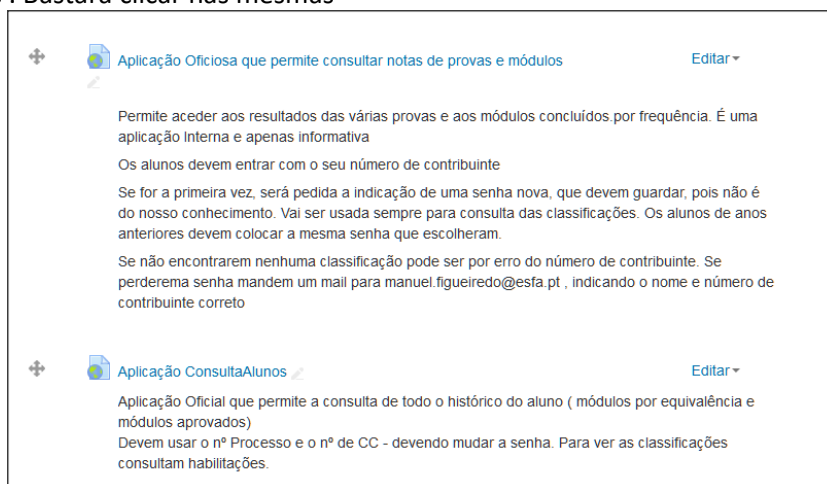 Bastará clicar nas mesmas
Aplicação Oficiosa que permite consultar notas de provas e módulos
Editar
Permite aceder aos resultados das várias provas e aos módulos concluídos.por frequência. É uma
aplicação Interna e apenas informativa
Os alunos devem entrar com o seu número de contribuinte
Se for a primeira vez, será pedida a indicação de uma senha nova, que devem guardar, pois não é
do nosso conhecimento. Vai ser usada sempre para consulta das classificações. Os alunos de anos
anteriores devem colocar a mesma senha que escolheram.
Se não encontrarem nenhuma classificação pode ser por erro do número de contribuinte. Se
perderema senha mandem um mail para manuel.figueiredo@esfa.pt , indicando o nome e número de
contribuinte correto
Aplicação ConsultaAlunos
Editar
Aplicação Oficial que permite a consulta de todo o histórico do aluno ( módulos por equivalência e
módulos aprovados)
Devem usar o nº Processo e o nº de CC - devendo mudar a senha. Para ver as classificações
consultam habilitações.